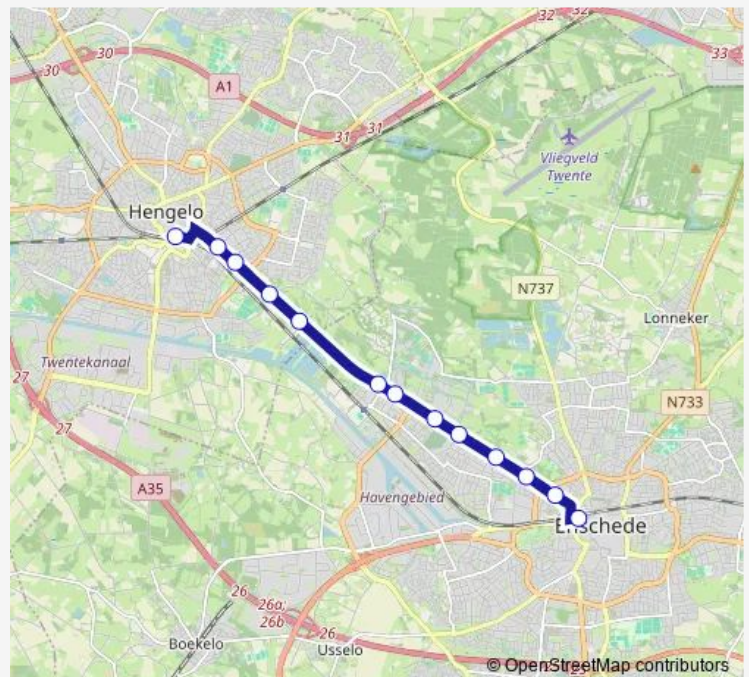 32
30
30
33
A1
31
31
Vliegveld
Twente
Hengelo
N737
Lonneker
Twentekanaal
27
N733
27
A35
Havengebied
Enschede
26
26a;
26b
26
Boekelo
Usselo
© OpenStreetMap contributors